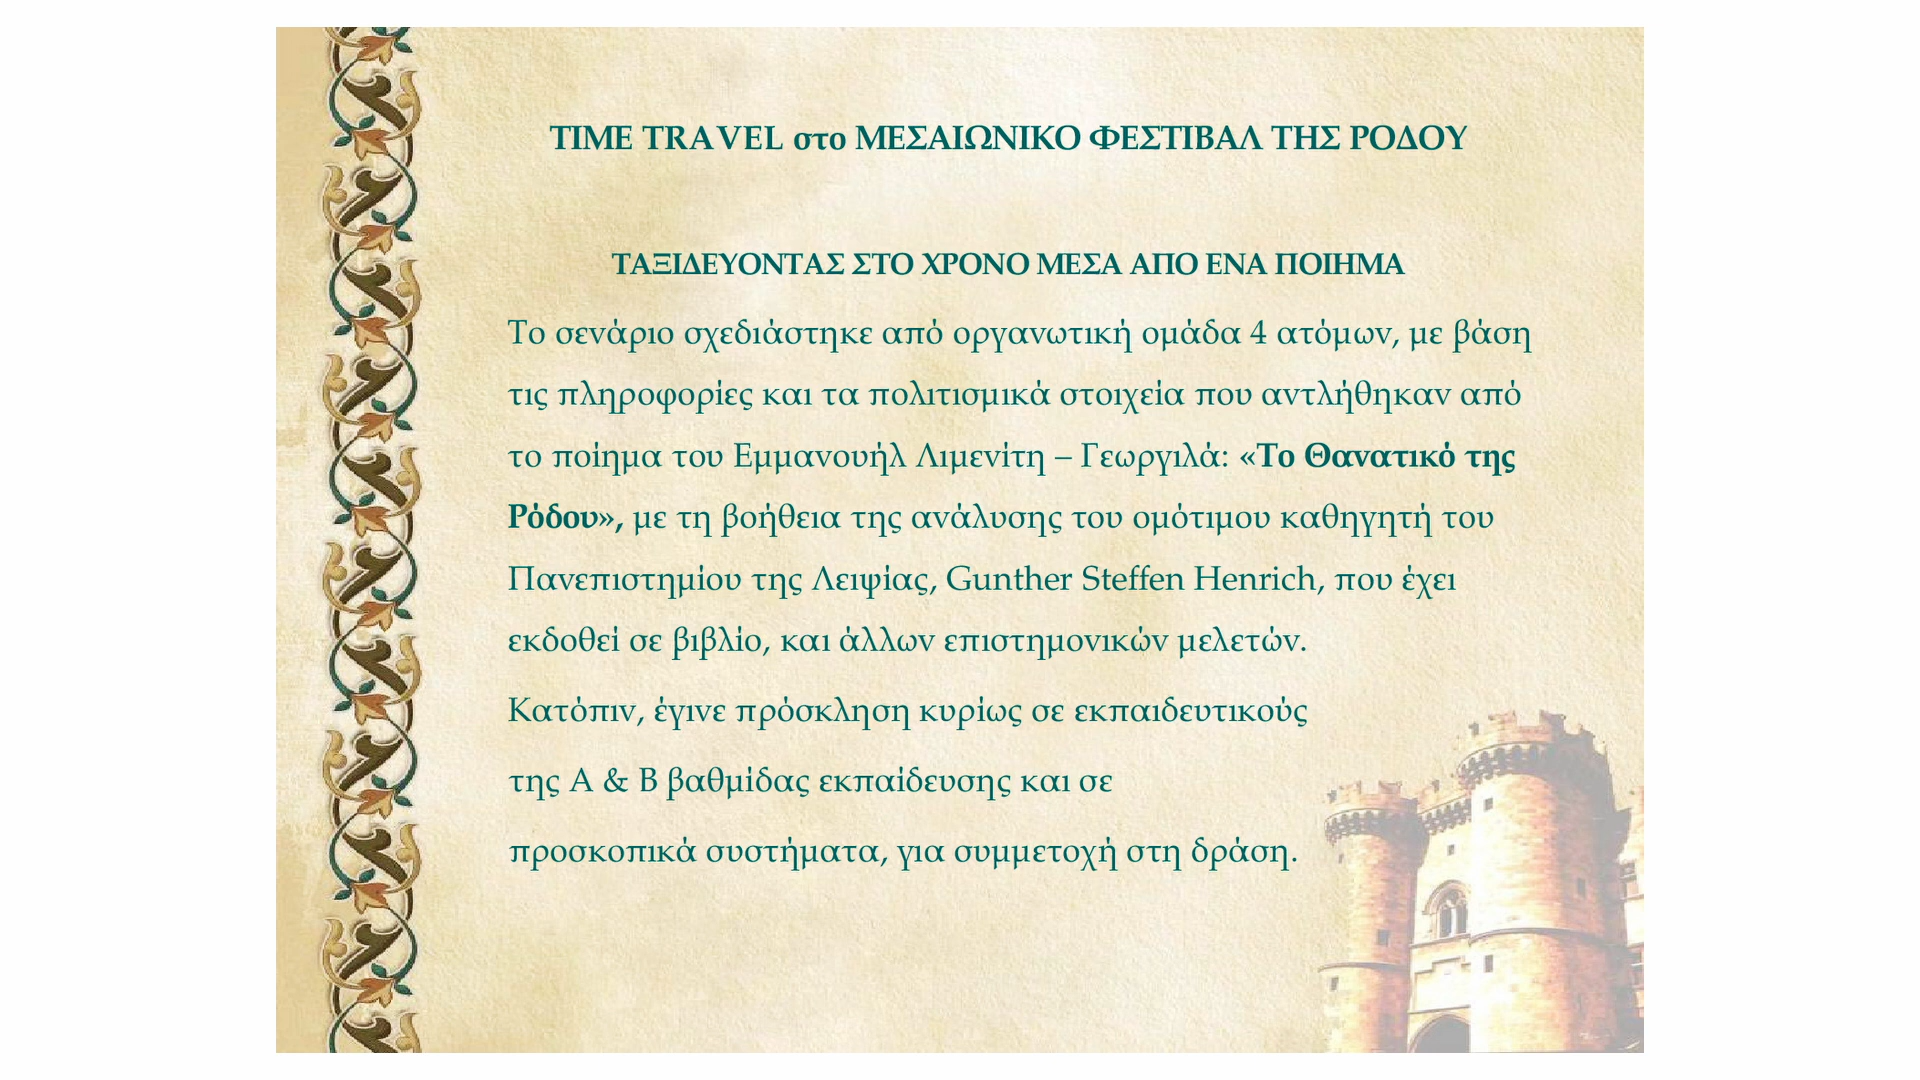 TIME TRAVEL στο ΜΕΣΑΙΩΝΙΚΟ ΦΕΣΤΙΒΑΛ ΤΗΣ ΡΟΔΟΥ
ΤΑΞΙΔΕΥΟΝΤΑΣ ΣΤΟ ΧΡΟΝΟ ΜΕΣΑ ΑΠΟ ΕΝΑ ΠΟΙΗΜΑ
Το σενάριο σχεδιάστηκε από οργανωτική ομάδα 4 ατόμων, με βάση
τις πληροφορίες και τα πολιτισμικά στοιχεία που αντλήθηκαν από
το ποίημα του Εμμανουήλ Λιμενίτη – Γεωργιλά: «Το Θανατικό της
Ρόδου», με τη βοήθεια της ανάλυσης του ομότιμου καθηγητή του
Πανεπιστημίου της Λειψίας, Gunther Steffen Henrich, που έχει
εκδοθεί σε βιβλίο, και άλλων επιστημονικών μελετών.
Κατόπιν, έγινε πρόσκληση κυρίως σε εκπαιδευτικούς
της Α & Β βαθμίδας εκπαίδευσης και σε
προσκοπικά συστήματα, για συμμετοχή στη δράση.